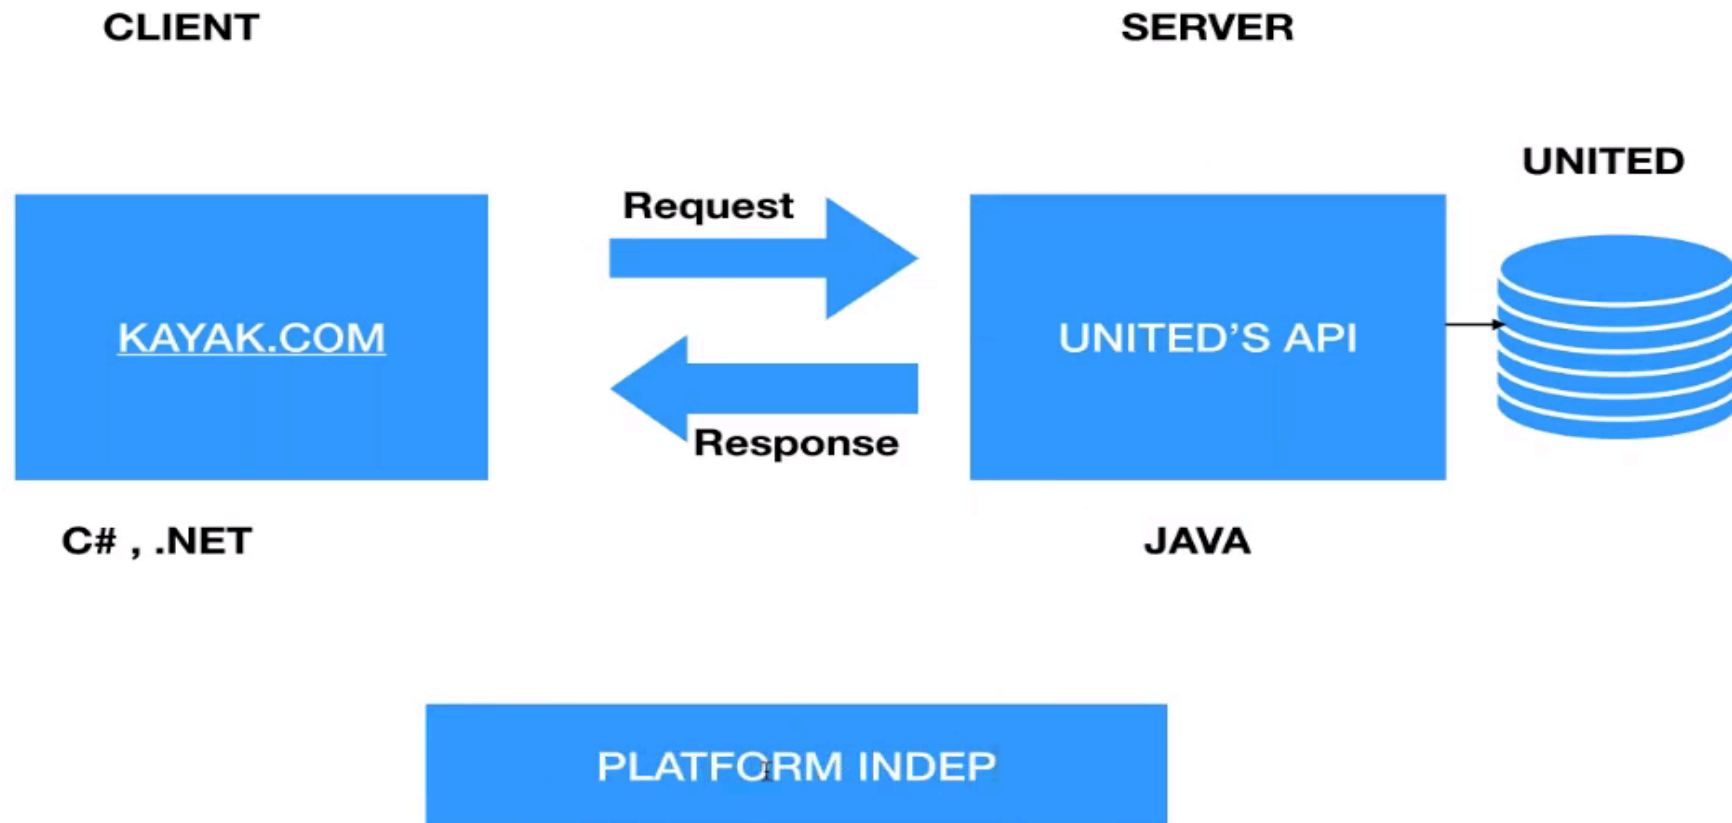 CLIENT
SERVER
UNITED
Request
KAYAK.COM
UNITED’S API
Response
C# , .NET
JAVA
PLATFORM INDEP